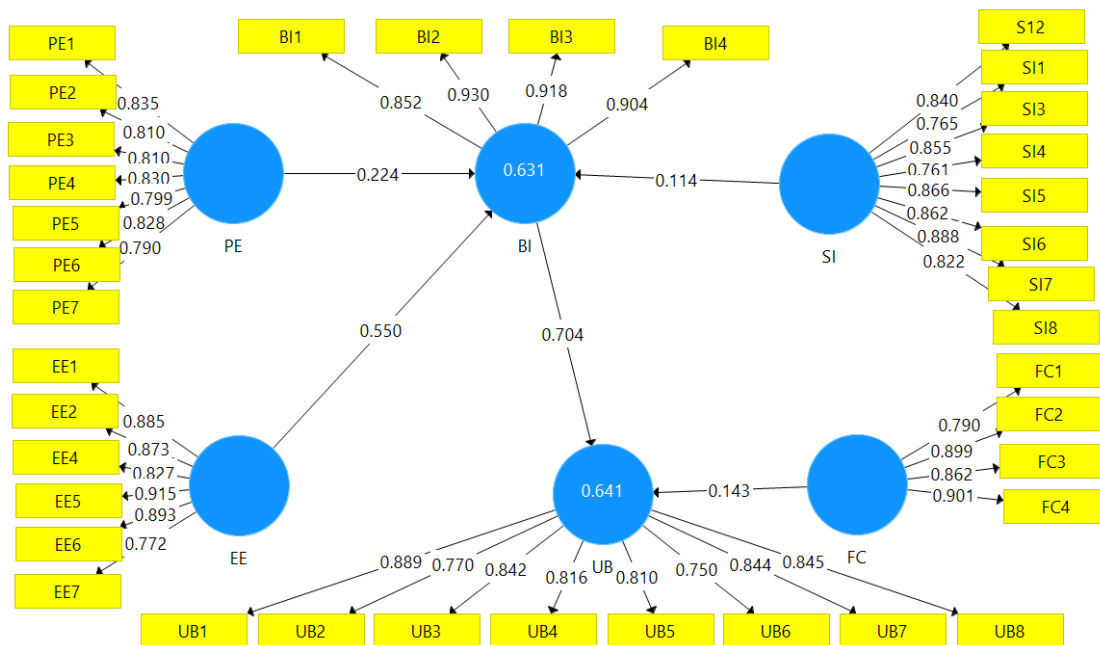 PE1
PE2
PE3
PE4
PE5
PE6
PE7
0.835
0.810
0.810
0.830
0.799
0.828
0.790
PE
BI1
BI2
BI3
BI4
0.852
0.930
0.918
0.904
0.631
BI
0.224
0.114
S12
SI1
SI3
SI4
SI5
SI6
SI7
SI8
0.840
0.765
0.855
0.761
0.866
0.862
0.888
0.822
SI
0.550
0.704
EE1
EE2
EE4
EE5
EE6
EE7
0.885
0.873
0.827
0.915
0.893
0.772
EE
0.641
UB
0.143
FC1
FC2
FC3
FC4
0.790
0.899
0.862
0.901
FC
0.889
0.770
0.842
0.816
0.810
0.750
0.844
0.845
UB1
UB2
UB3
UB4
UB5
UB6
UB7
UB8